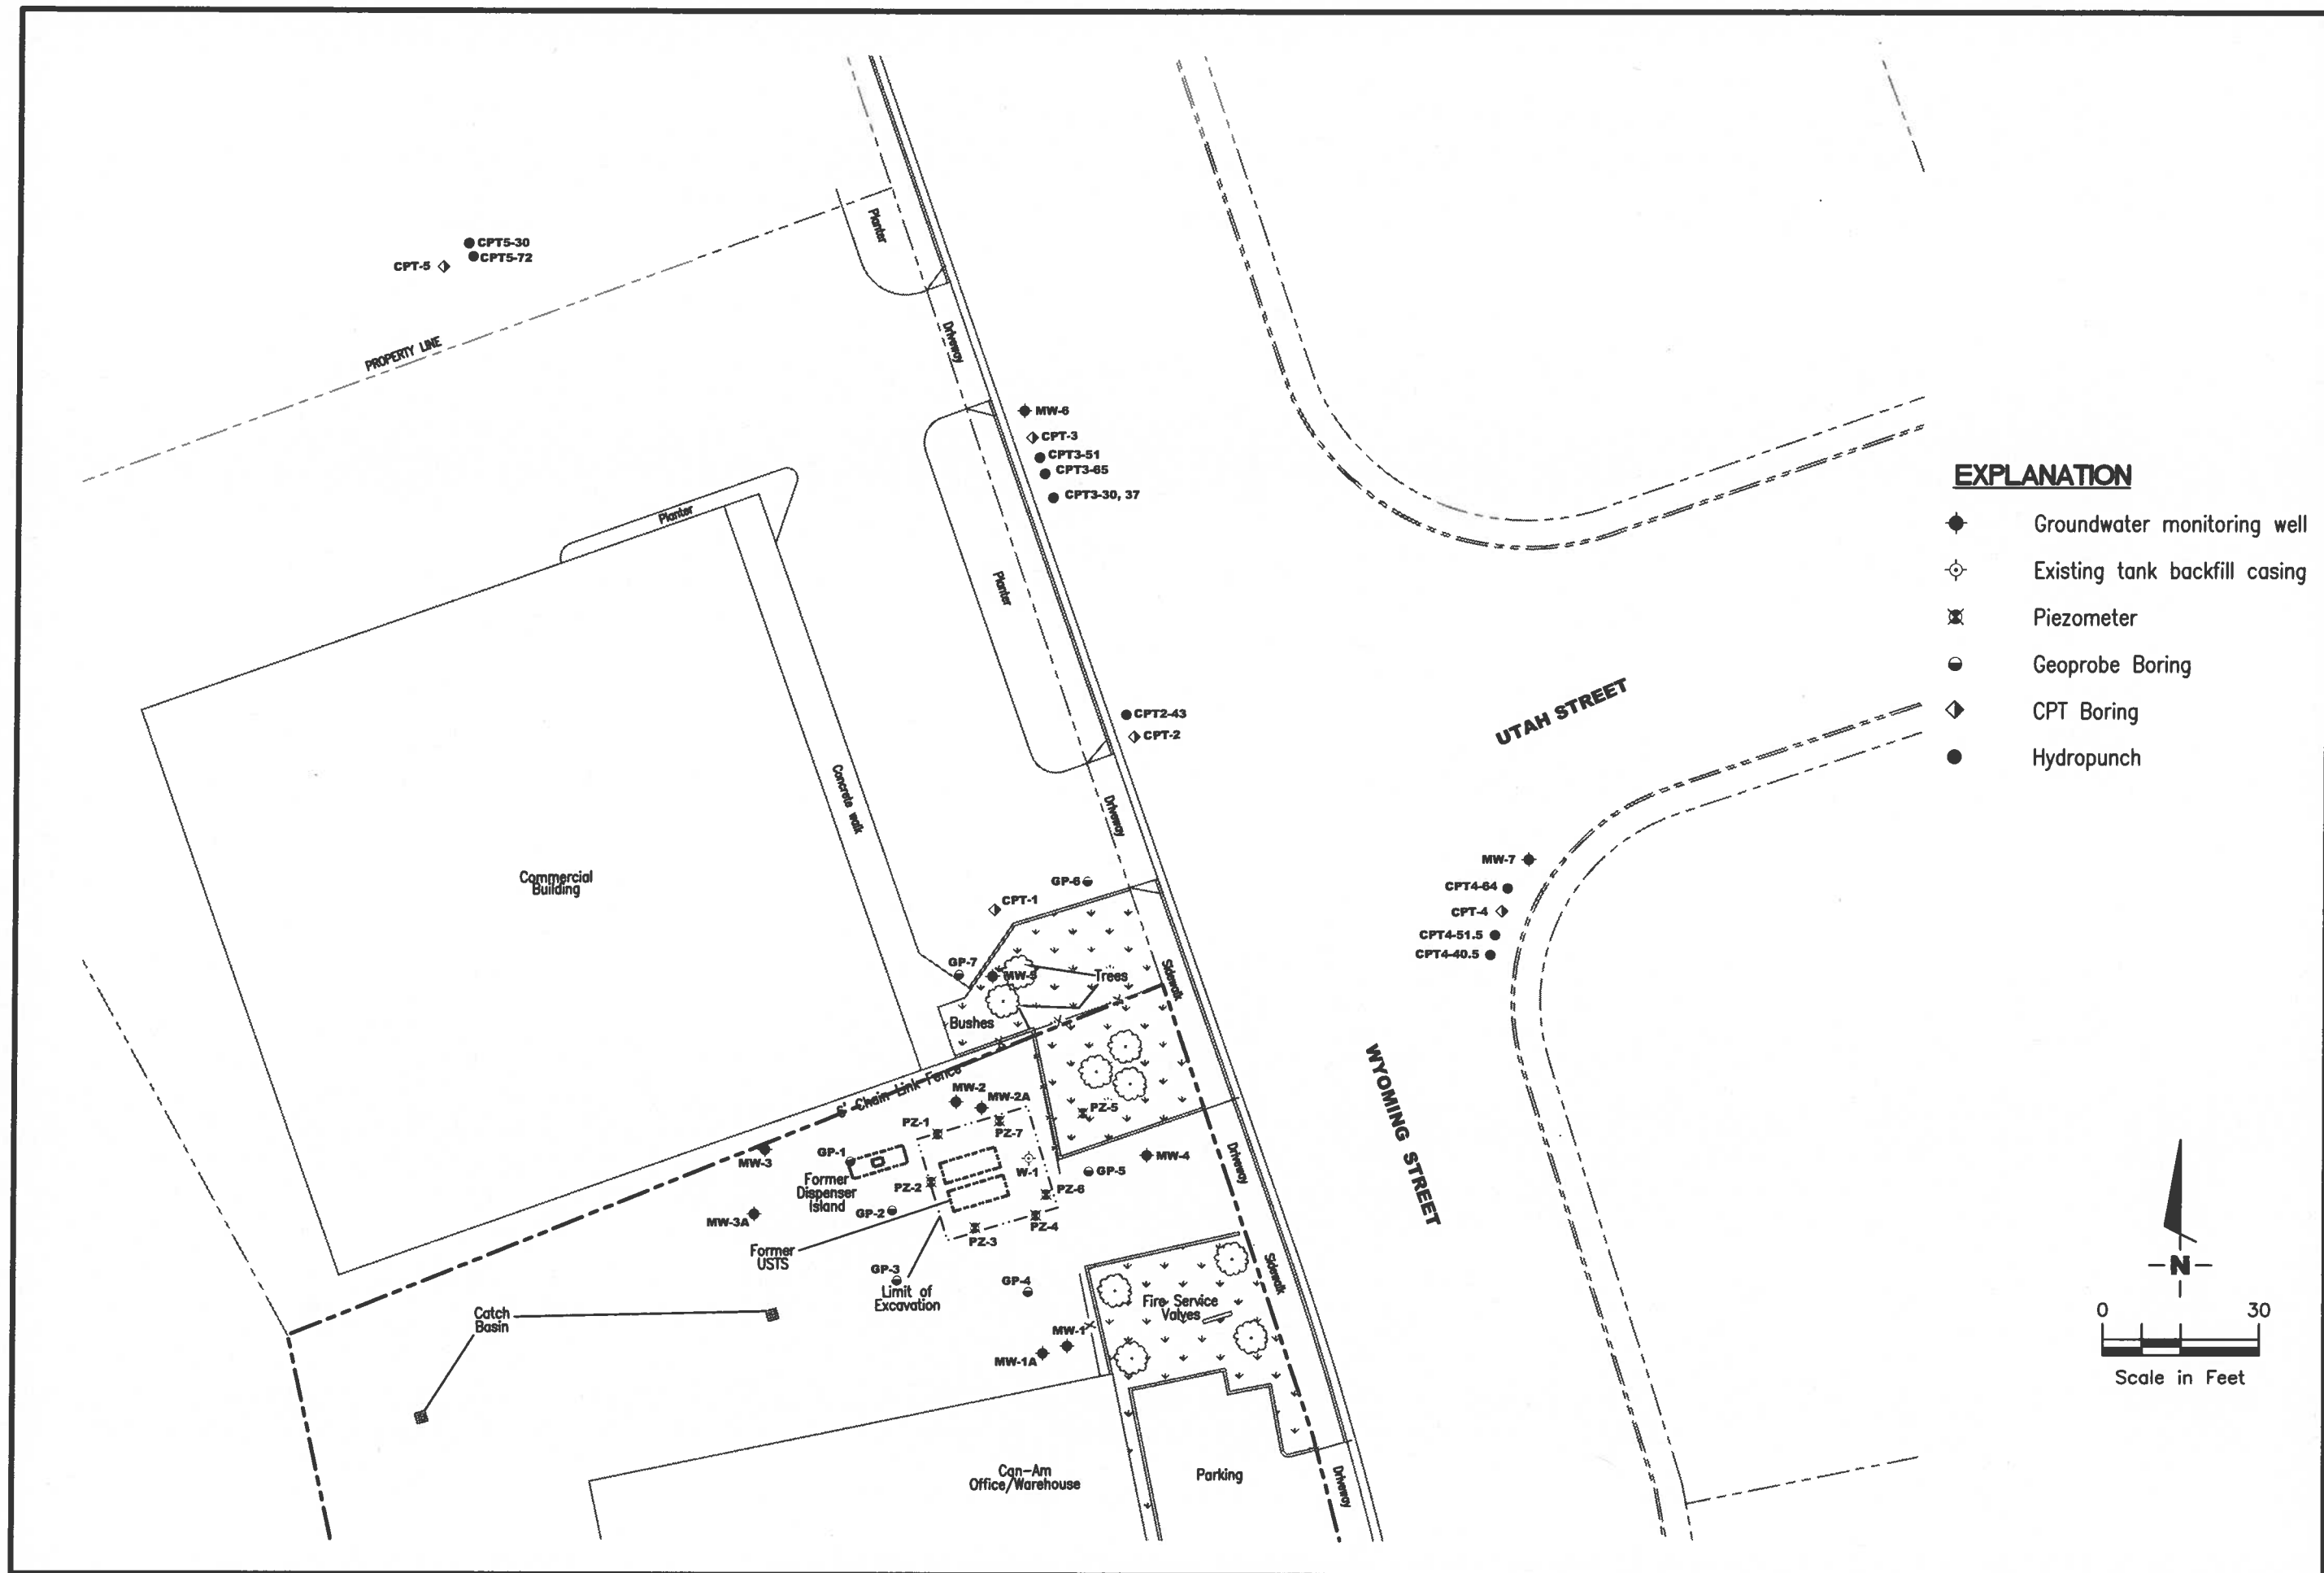 CPT5-30
CPT5-72
CPT-5
PROPERTY LINE
Planter
Driveway
MW-6
CPT-3
CPT3-51
CPT3-65
CPT3-30, 37
Planter
Planter
EXPLANATION
Groundwater monitoring well
Existing tank backfill casing
Piezometer
Geoprobe Boring
CPT Boring
Hydropunch
UTAH STREET
CPT2-43
CPT-2
Concrete walk
Driveway
Commercial
Building
MW-7
CPT4-64
CPT-4
CPT4-51.5
CPT4-40.5
GP-6
CPT-1
GP-7
MW-5
Trees
Sidewalk
Bushes
6' Chain Link Fence
WYOMING STREET
MW-2
MW-2A
PZ-5
PZ-1
PZ-7
MW-3
GP-1
W-1
GP-5
MW-4
Driveway
Former
Dispenser
Island
PZ-2
PZ-6
MW-3A
GP-2
PZ-4
PZ-3
Former
USTS
GP-3
Limit of
Excavation
GP-4
Sidewalk
Fire Service
Valves
Catch
Basin
MW-1
MW-1A
Can-Am
Office/Warehouse
Parking
Driveway
N
0 30
Scale in Feet